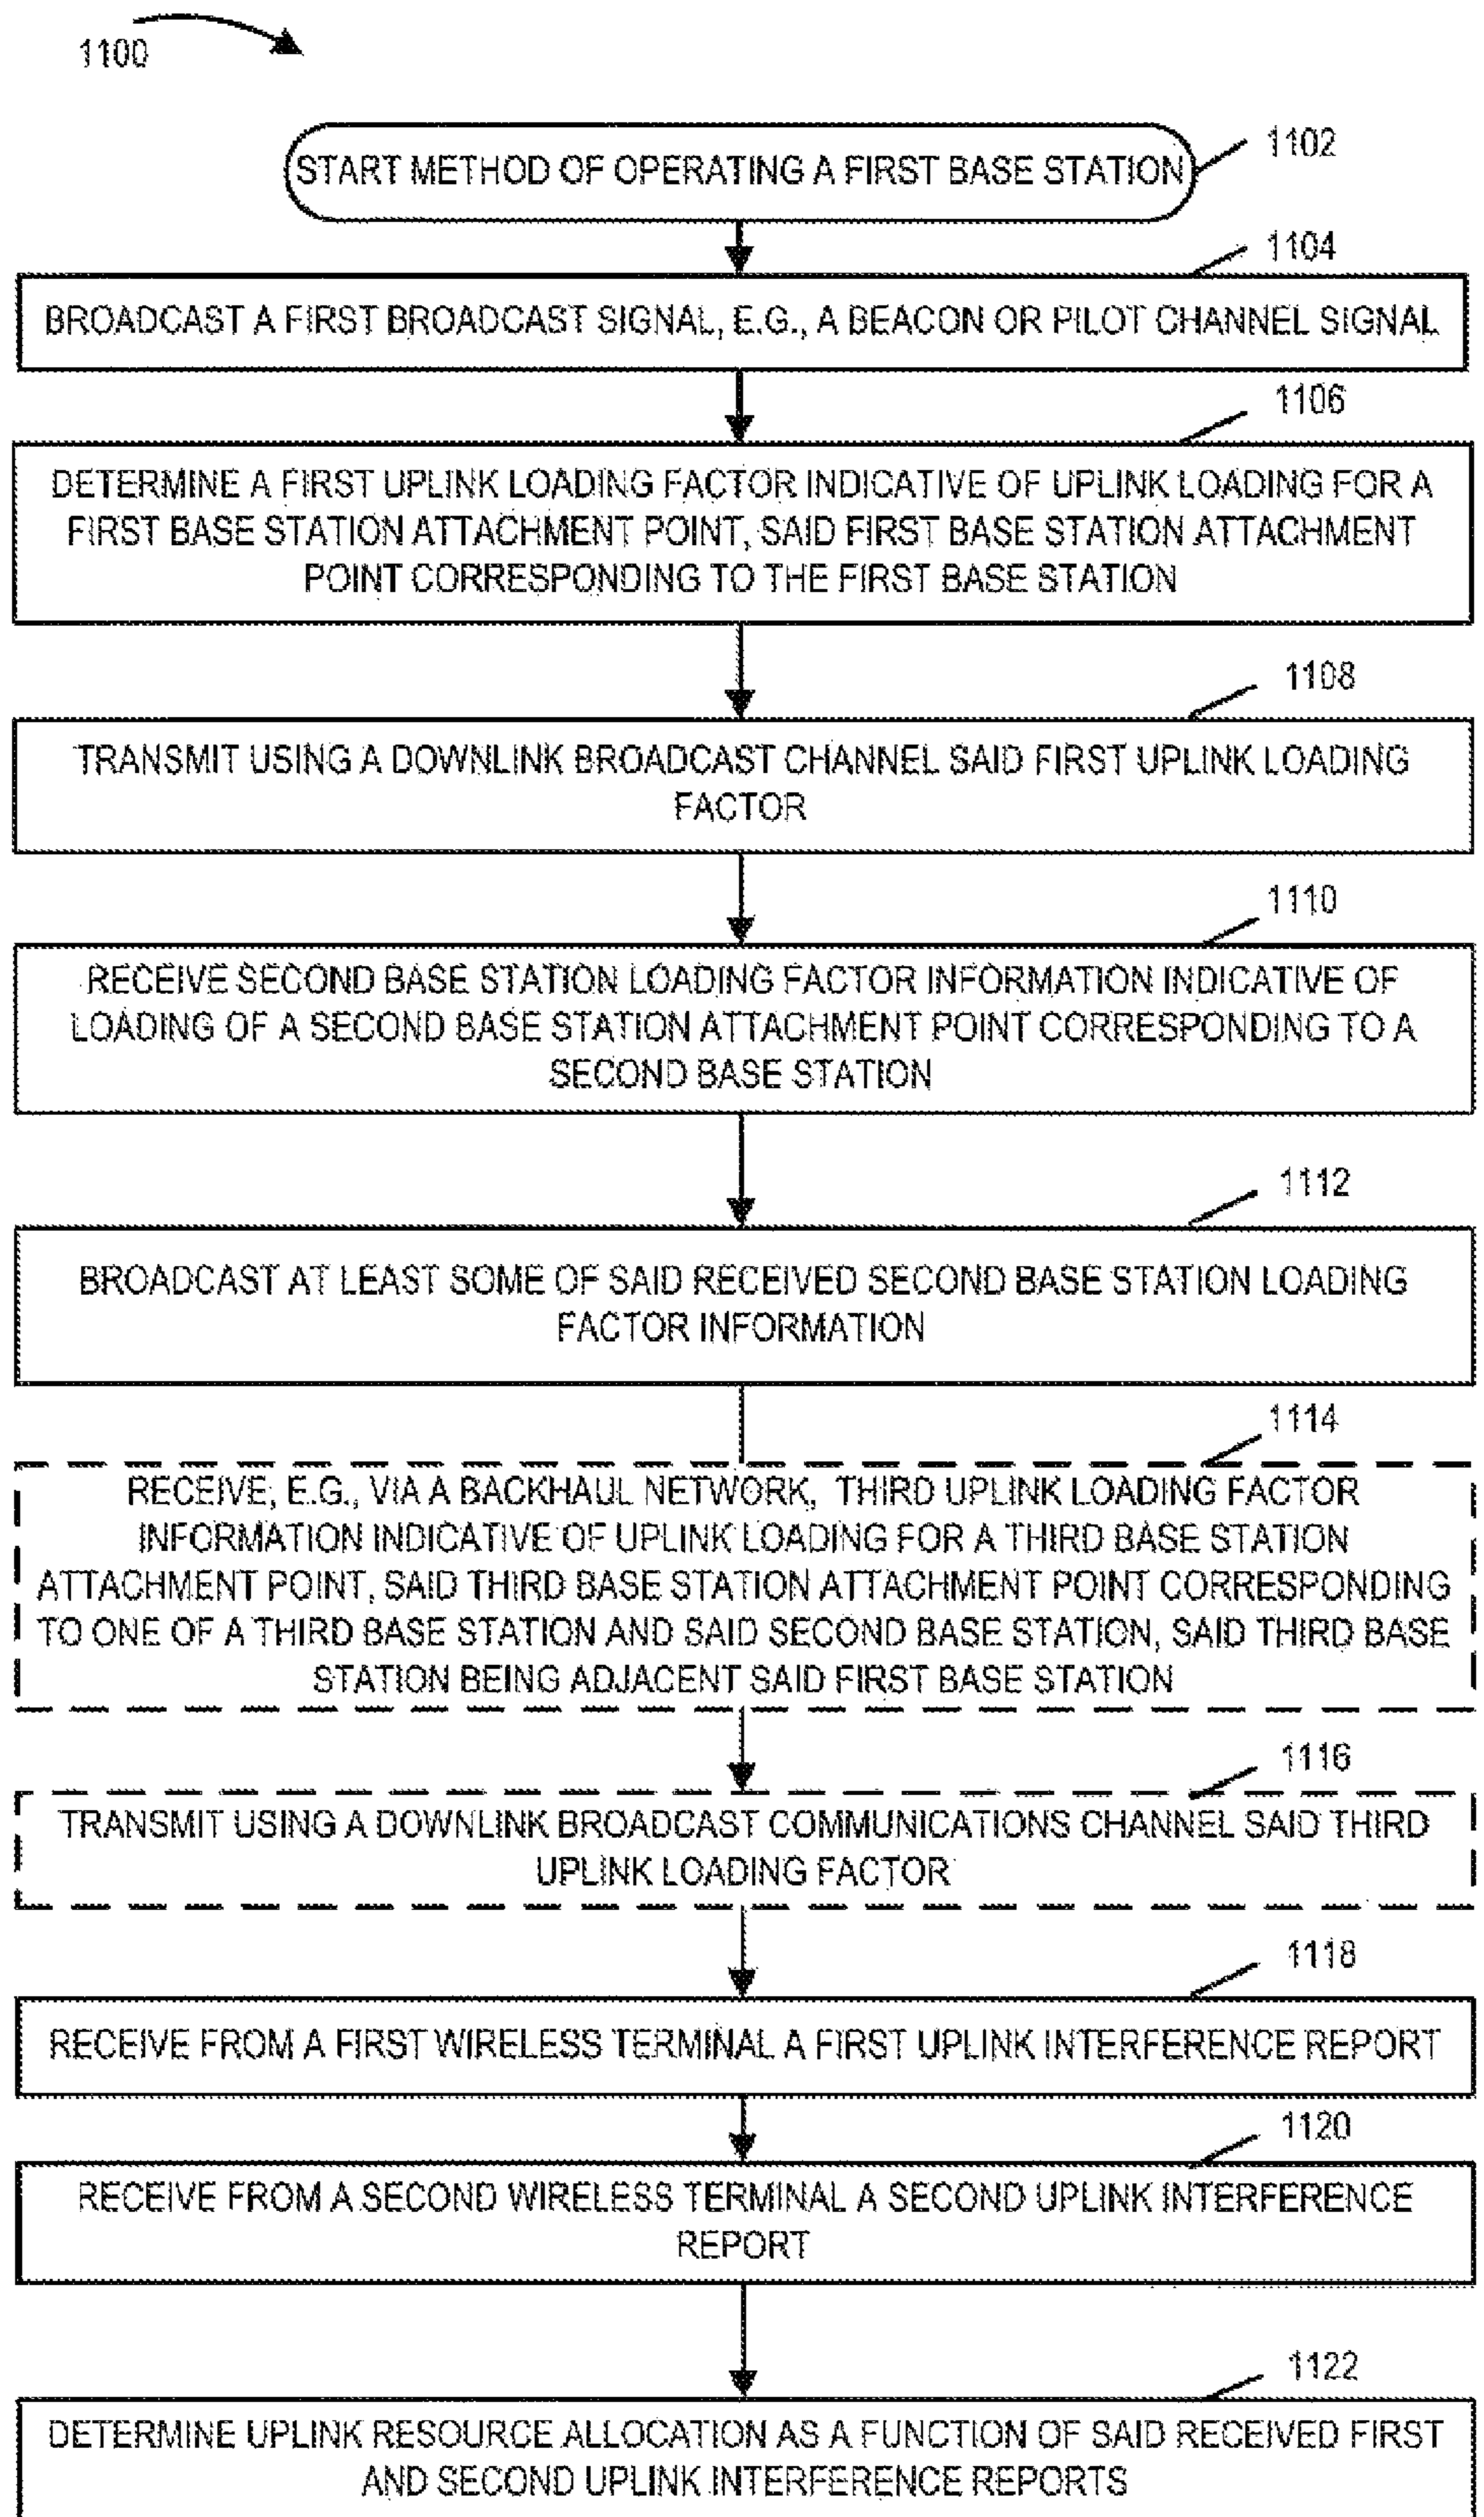 1100
START METHOD OF OPERATING A FIRST BASE STATION
1102
1104
BROADCAST A FIRST BROADCAST SIGNAL, E.G., A BEACON OR PILOT CHANNEL SIGNAL
1106
DETERMINE A FIRST UPLINK LOADING FACTOR INDICATIVE OF UPLINK LOADING FOR A
FIRST BASE STATION ATTACHMENT POINT, SAID FIRST BASE STATION ATTACHMENT
POINT CORRESPONDING TO THE FIRST BASE STATION
1108
TRANSMIT USING A DOWNLINK BROADCAST CHANNEL SAID FIRST UPLINK LOADING
FACTOR
1110
RECEIVE SECOND BASE STATION LOADING FACTOR INFORMATION INDICATIVE OF
LOADING OF A SECOND BASE STATION ATTACHMENT POINT CORRESPONDING TO A
SECOND BASE STATION
1112
BROADCAST AT LEAST SOME OF SAID RECEIVED SECOND BASE STATION LOADING
FACTOR INFORMATION
1114
RECEIVE, E.G., VIA A BACKHAUL NETWORK, THIRD UPLINK LOADING FACTOR
INFORMATION INDICATIVE OF UPLINK LOADING FOR A THIRD BASE STATION
ATTACHMENT POINT, SAID THIRD BASE STATION ATTACHMENT POINT CORRESPONDING
TO ONE OF A THIRD BASE STATION AND SAID SECOND BASE STATION, SAID THIRD BASE
STATION BEING ADJACENT SAID FIRST BASE STATION
1116
TRANSMIT USING A DOWNLINK BROADCAST COMMUNICATIONS CHANNEL SAID THIRD
UPLINK LOADING FACTOR
1118
RECEIVE FROM A FIRST WIRELESS TERMINAL A FIRST UPLINK INTERFERENCE REPORT
1120
RECEIVE FROM A SECOND WIRELESS TERMINAL A SECOND UPLINK INTERFERENCE
REPORT
1122
DETERMINE UPLINK RESOURCE ALLOCATION AS A FUNCTION OF SAID RECEIVED FIRST
AND SECOND UPLINK INTERFERENCE REPORTS